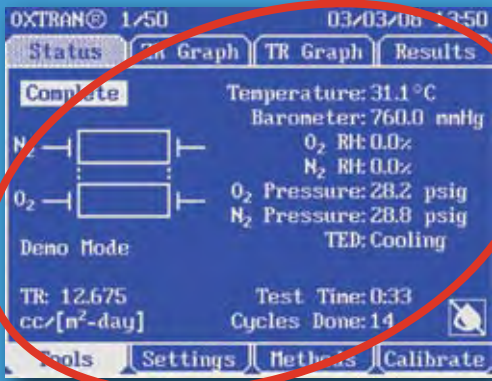 OXTRAN® 1/50 03/03/08 13:50
Status ZR Graph TR Graph Results
Complete Temperature: 31.1°C
Barometer: 760.0 mmHg
N₂ O₂ RH: 0.0%
N₂ RH: 0.0%
O₂ O₂ Pressure: 28.2 psig
N₂ Pressure: 28.8 psig
Demo Mode TED: Cooling
TR: 12.675 Test Time: 0:33
cc/[m²-day] Cycles Done: 14
Tools Settings Methods Calibrate